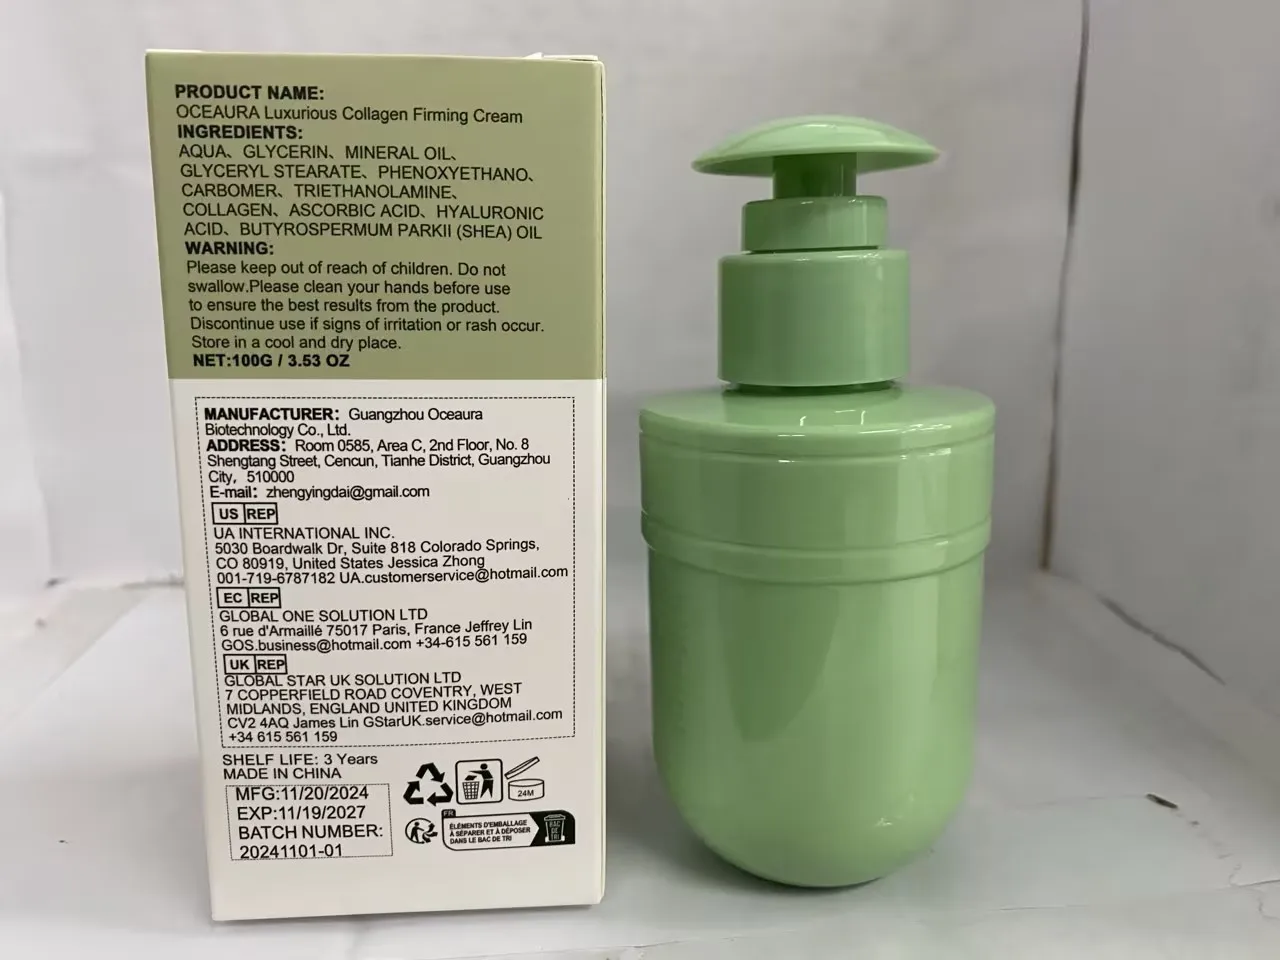 PRODUCT NAME:
OCEAURA Luxurious Collagen Firming Cream
INGREDIENTS:
AQUA、GLYCERIN、MINERAL OIL、
GLYCERYL STEARATE、PHENOXYETHANO、
CARBOMER、TRIETHANOLAMINE、
COLLAGEN、ASCORBIC ACID、HYALURONIC
ACID、BUTYROSPERMUM PARKII (SHEA) OIL
WARNING:
Please keep out of reach of children. Do not
swallow.Please clean your hands before use
to ensure the best results from the product.
Discontinue use if signs of irritation or rash occur.
Store in a cool and dry place.
NET:100G / 3.53 OZ
MANUFACTURER: Guangzhou Oceaura
Biotechnology Co., Ltd.
ADDRESS: Room 0585, Area C, 2nd Floor, No. 8
Shengtang Street, Cencun, Tianhe District, Guangzhou
City, 510000
E-mail: zhengyingdai@gmail.com
US REP
UA INTERNATIONAL INC.
5030 Boardwalk Dr, Suite 818 Colorado Springs,
CO 80919, United States Jessica Zhong
001-719-6787182 UA.customerservice@hotmail.com
EC REP
GLOBAL ONE SOLUTION LTD
6 rue d'Armaillé 75017 Paris, France Jeffrey Lin
GOS.business@hotmail.com +34-615 561 159
UK REP
GLOBAL STAR UK SOLUTION LTD
7 COPPERFIELD ROAD COVENTRY, WEST
MIDLANDS, ENGLAND UNITED KINGDOM
CV2 4AQ James Lin GStarUK.service@hotmail.com
+34 615 561 159
SHELF LIFE: 3 Years
MADE IN CHINA
MFG:11/20/2024
EXP:11/19/2027
BATCH NUMBER:
20241101-01
24M
FR
ÉLÉMENTS D'EMBALLAGE
À SÉPARER ET À DÉPOSER
DANS LE BAC DE TRI
BAC
DE
TRI